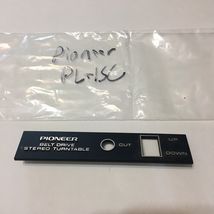 Pioneer
PL-15C
PIONEER
BELT DRIVE
STEREO TURNTABLE
CUT
UP
DOWN